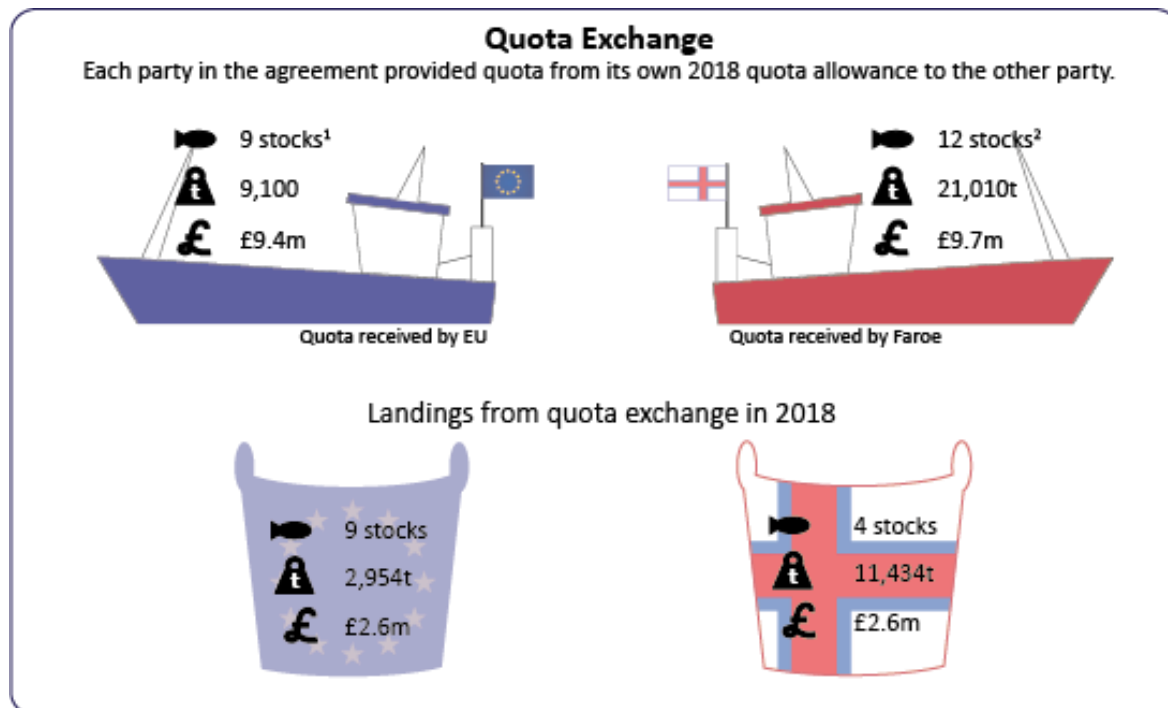 Quota Exchange
Each party in the agreement provided quota from its own 2018 quota allowance to the other party.
9 stocks¹
t 9,100
£ £9.4m
Quota received by EU
12 stocks²
t 21,010t
£ £9.7m
Quota received by Faroe
Landings from quota exchange in 2018
9 stocks
t 2,954t
£ £2.6m
4 stocks
t 11,434t
£ £2.6m